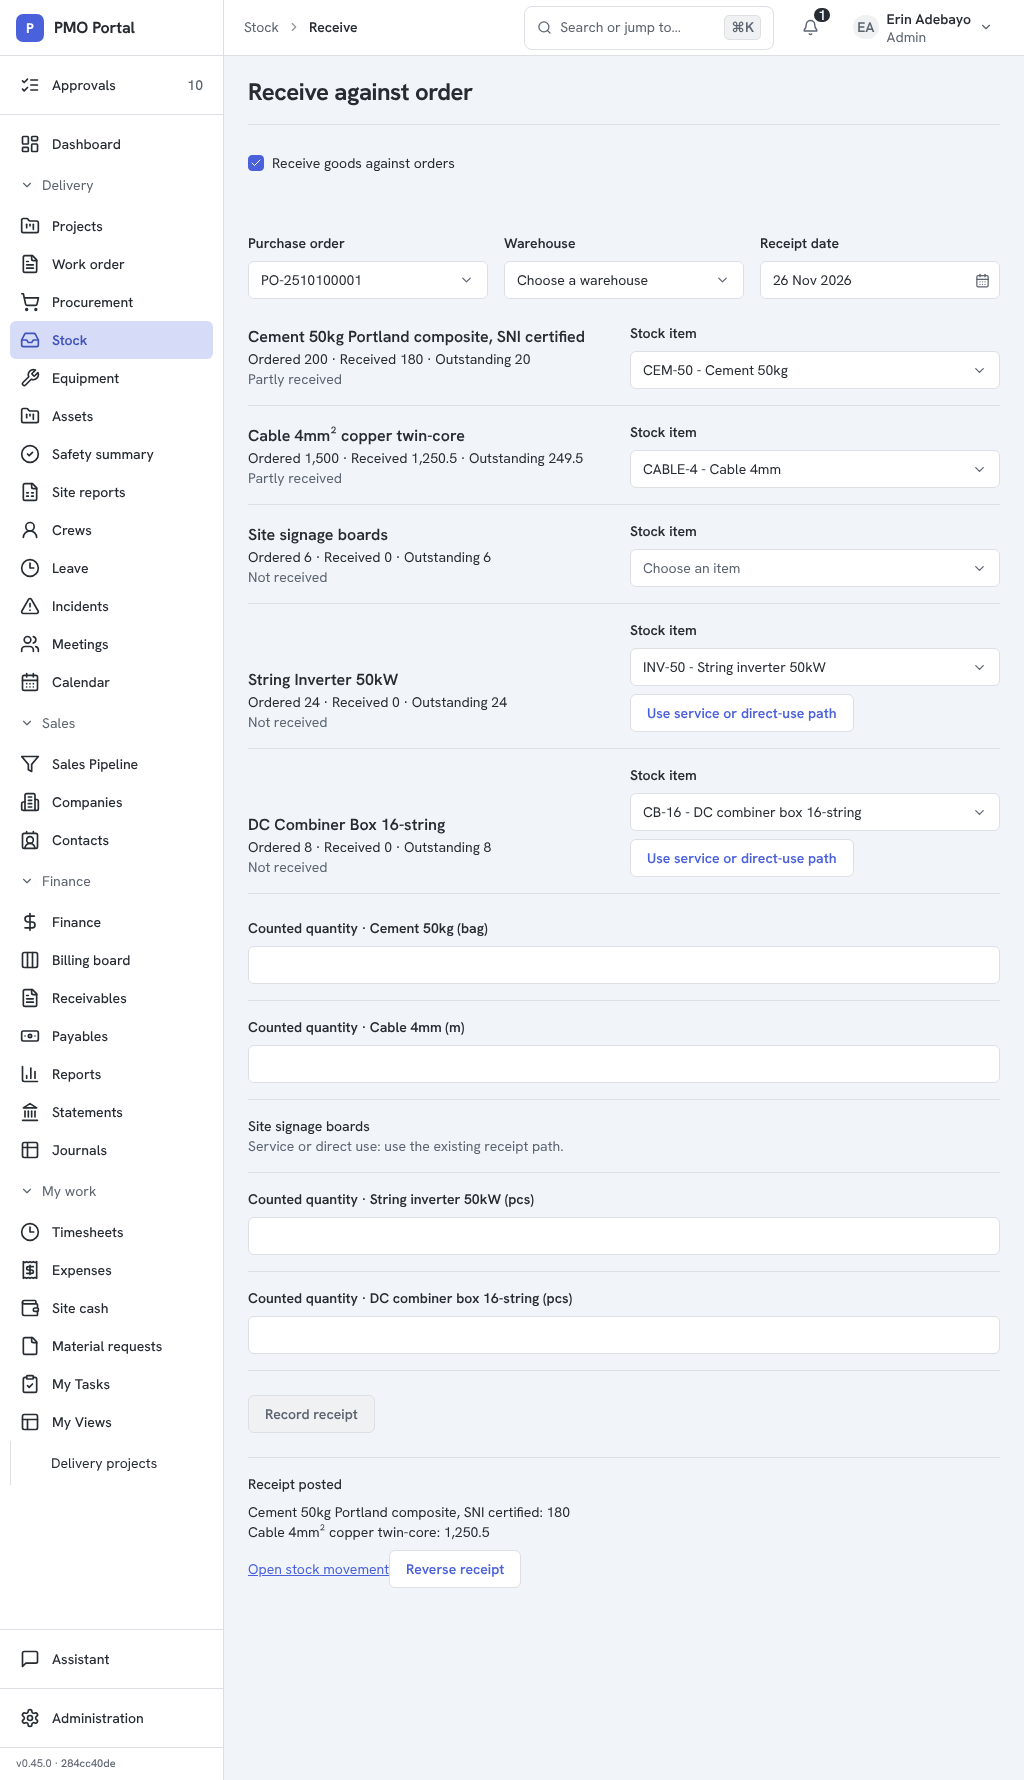 P PMO Portal
Approvals 10
Dashboard
Delivery
Projects
Work order
Procurement
Stock
Equipment
Assets
Safety summary
Site reports
Crews
Leave
Incidents
Meetings
Calendar
Sales
Sales Pipeline
Companies
Contacts
Finance
Finance
Billing board
Receivables
Payables
Reports
Statements
Journals
My work
Timesheets
Expenses
Site cash
Material requests
My Tasks
My Views
Delivery projects
Assistant
Administration
v0.45.0 · 284cc40de
Stock > Receive
Search or jump to... ⌘K
1
EA Erin Adebayo
Admin
Receive against order
Receive goods against orders
Purchase order Warehouse Receipt date
PO-2510100001 Choose a warehouse 26 Nov 2026
Cement 50kg Portland composite, SNI certified
Ordered 200 · Received 180 · Outstanding 20
Partly received
Stock item
CEM-50 - Cement 50kg
Cable 4mm² copper twin-core
Ordered 1,500 · Received 1,250.5 · Outstanding 249.5
Partly received
Stock item
CABLE-4 - Cable 4mm
Site signage boards
Ordered 6 · Received 0 · Outstanding 6
Not received
Stock item
Choose an item
String Inverter 50kW
Ordered 24 · Received 0 · Outstanding 24
Not received
Stock item
INV-50 - String inverter 50kW
Use service or direct-use path
DC Combiner Box 16-string
Ordered 8 · Received 0 · Outstanding 8
Not received
Stock item
CB-16 - DC combiner box 16-string
Use service or direct-use path
Counted quantity · Cement 50kg (bag)
Counted quantity · Cable 4mm (m)
Site signage boards
Service or direct use: use the existing receipt path.
Counted quantity · String inverter 50kW (pcs)
Counted quantity · DC combiner box 16-string (pcs)
Record receipt
Receipt posted
Cement 50kg Portland composite, SNI certified: 180
Cable 4mm² copper twin-core: 1,250.5
Open stock movement Reverse receipt